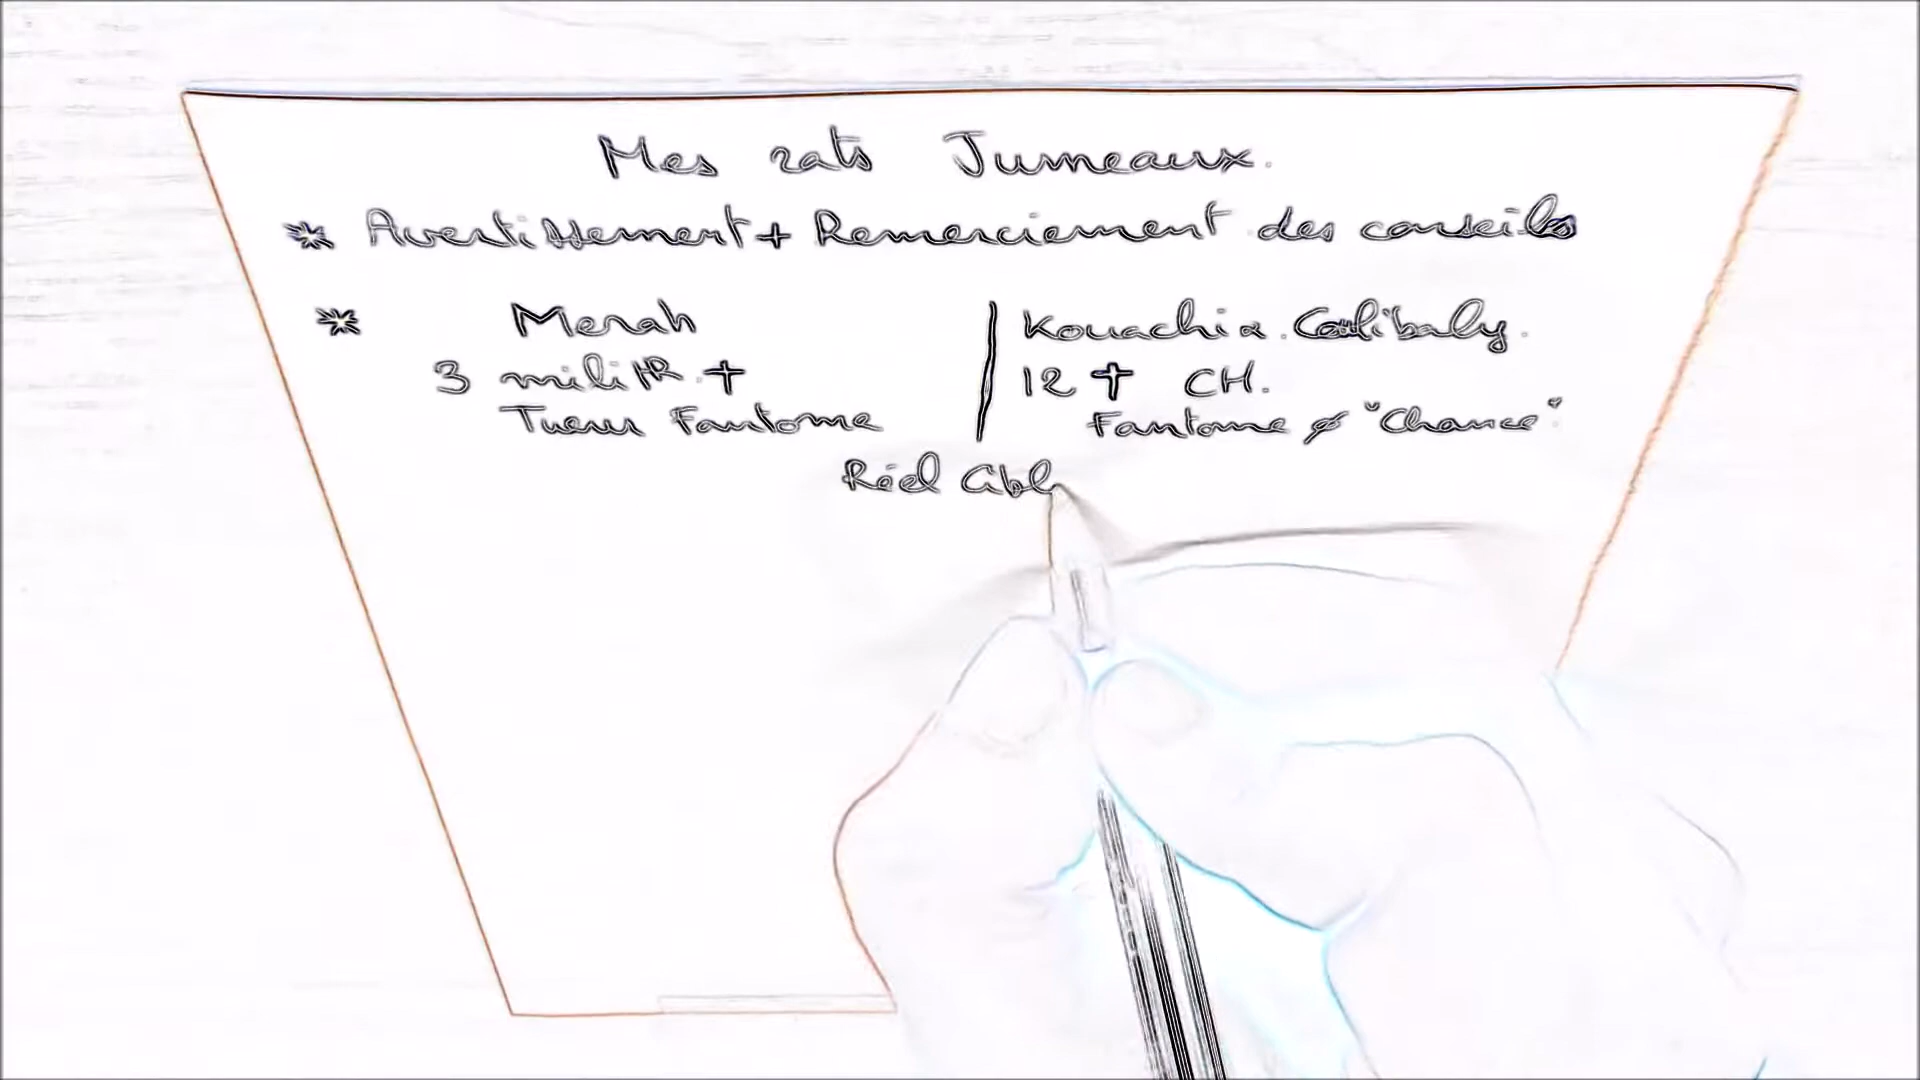 Mes rats Jumeaux.
* Avertissement + Remerciement des conseils
* Merah | Kouachi & Coulibaly.
3 militR + | 12 + CH.
Tueur Fantome | Fantome ø "Chance"
Réel Cibl